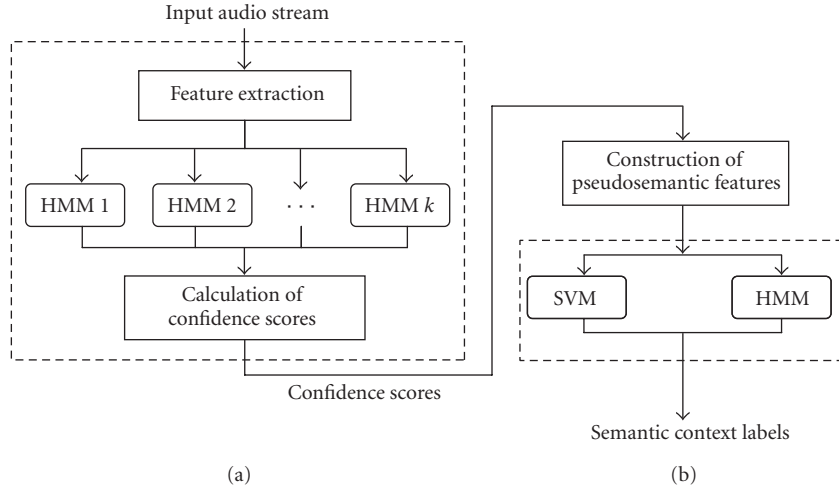 Input audio stream
Feature extraction
HMM 1
HMM 2
· · ·
HMM k
Calculation of
confidence scores
Confidence scores
(a)
Construction of
pseudosemantic features
SVM
HMM
Semantic context labels
(b)